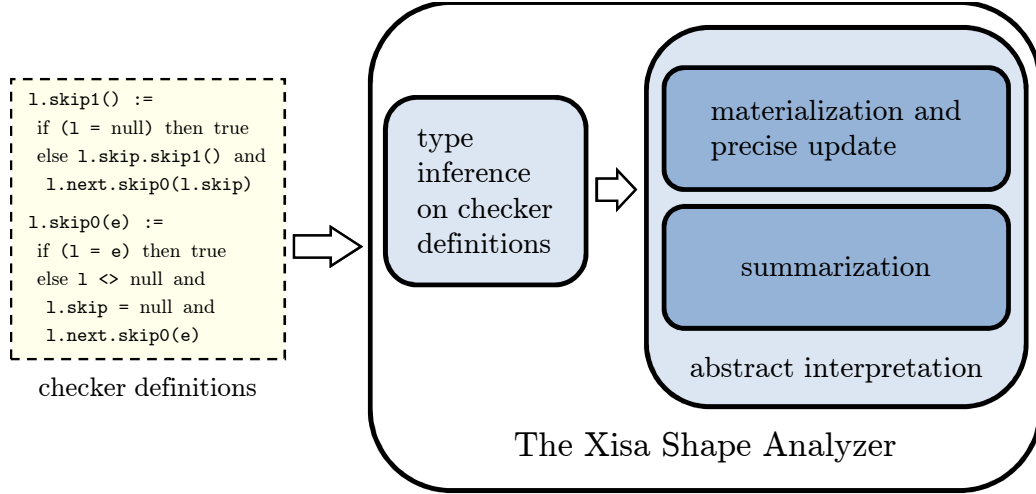 l.skip1() :=
if (l = null) then true
else l.skip.skip1() and
l.next.skip0(l.skip)
l.skip0(e) :=
if (l = e) then true
else l <> null and
l.skip = null and
l.next.skip0(e)
checker definitions
type
inference
on checker
definitions
materialization and
precise update
summarization
abstract interpretation
The Xisa Shape Analyzer